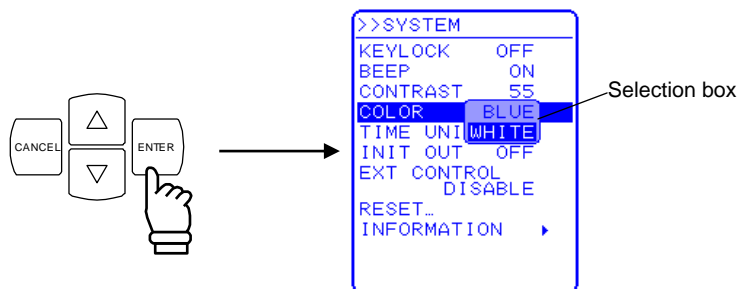 CANCEL
△
▽
ENTER
>>SYSTEM
KEYLOCK OFF
BEEP ON
CONTRAST 55
COLOR BLUE
TIME UNI WHITE
INIT OUT OFF
EXT CONTROL
DISABLE
RESET…
INFORMATION ▸
Selection box